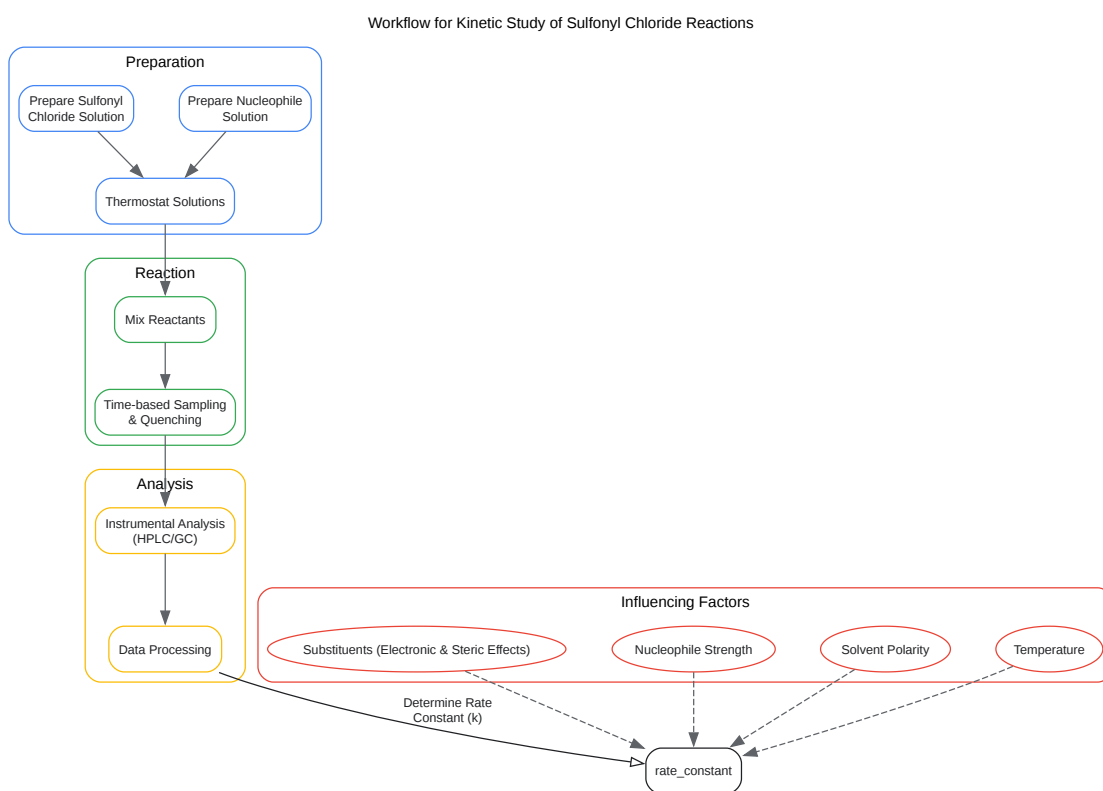 Workflow for Kinetic Study of Sulfonyl Chloride Reactions
Preparation
Prepare Sulfonyl
Chloride Solution
Prepare Nucleophile
Solution
Thermostat Solutions
Reaction
Mix Reactants
Time-based Sampling
& Quenching
Analysis
Instrumental Analysis
(HPLC/GC)
Data Processing
Influencing Factors
Substituents (Electronic & Steric Effects)
Nucleophile Strength
Solvent Polarity
Temperature
Determine Rate
Constant (k)
rate_constant